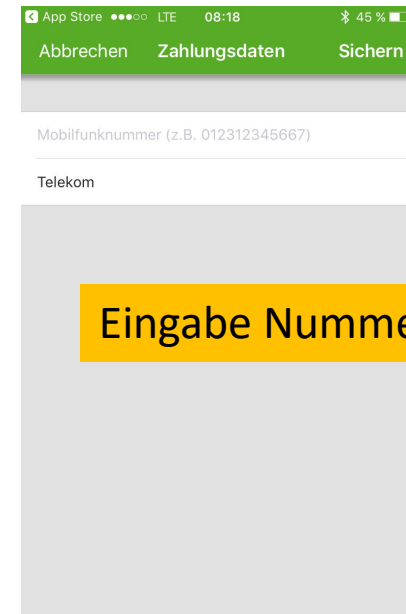 App Store LTE 08:18 45 %
Abbrechen Zahlungsdaten Sichern
Mobilfunknummer (z.B. 012312345667)
Telekom
Eingabe Numme